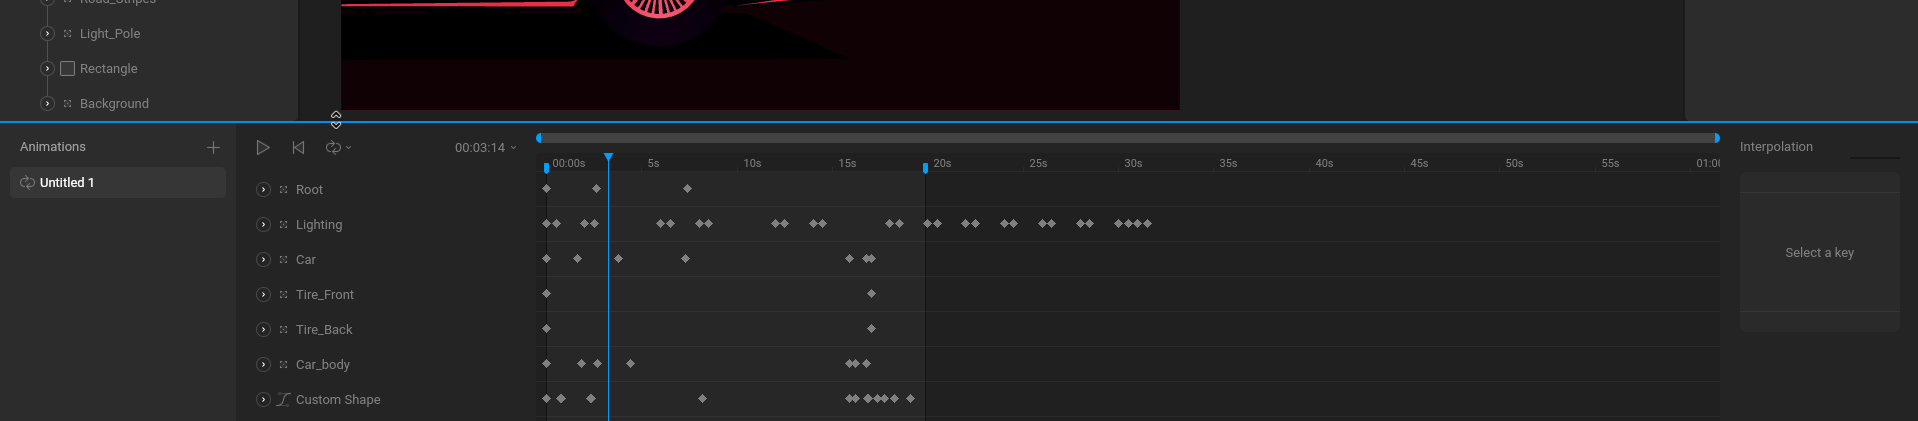 Road_Stripes
Light_Pole
Rectangle
Background
Animations
Untitled 1
00:03:14
00:00s 5s 10s 15s 20s 25s 30s 35s 40s 45s 50s 55s 01:00
Root
Lighting
Car
Tire_Front
Tire_Back
Car_body
Custom Shape
Interpolation
Select a key